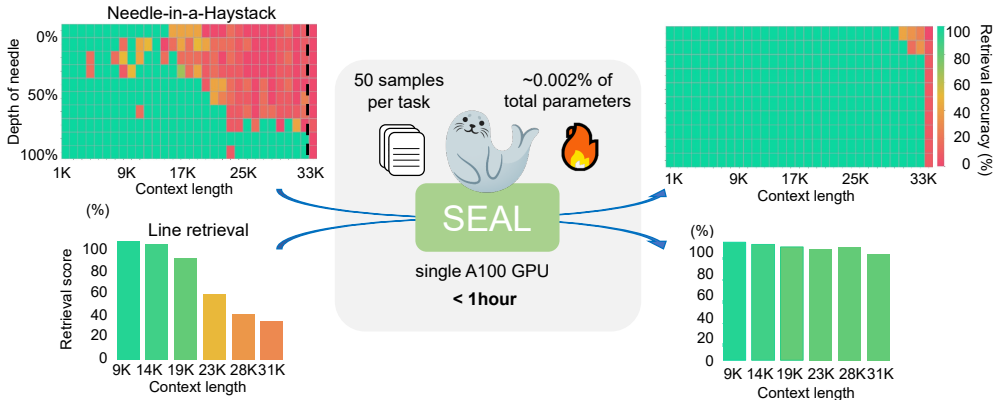 Needle-in-a-Haystack
Depth of needle
0%
50%
100%
1K 9K 17K 25K 33K
Context length
(%)
Line retrieval
Retrieval score
100
80
60
40
20
0
9K 14K 19K 23K 28K 31K
Context length
50 samples
per task
~0.002% of
total parameters
SEAL
single A100 GPU
< 1hour
1K 9K 17K 25K 33K
Context length
100
80
60
40
20
0
Retrieval aoccuracy (%)
(%)
100
80
60
40
20
0
9K 14K 19K 23K 28K 31K
Context length